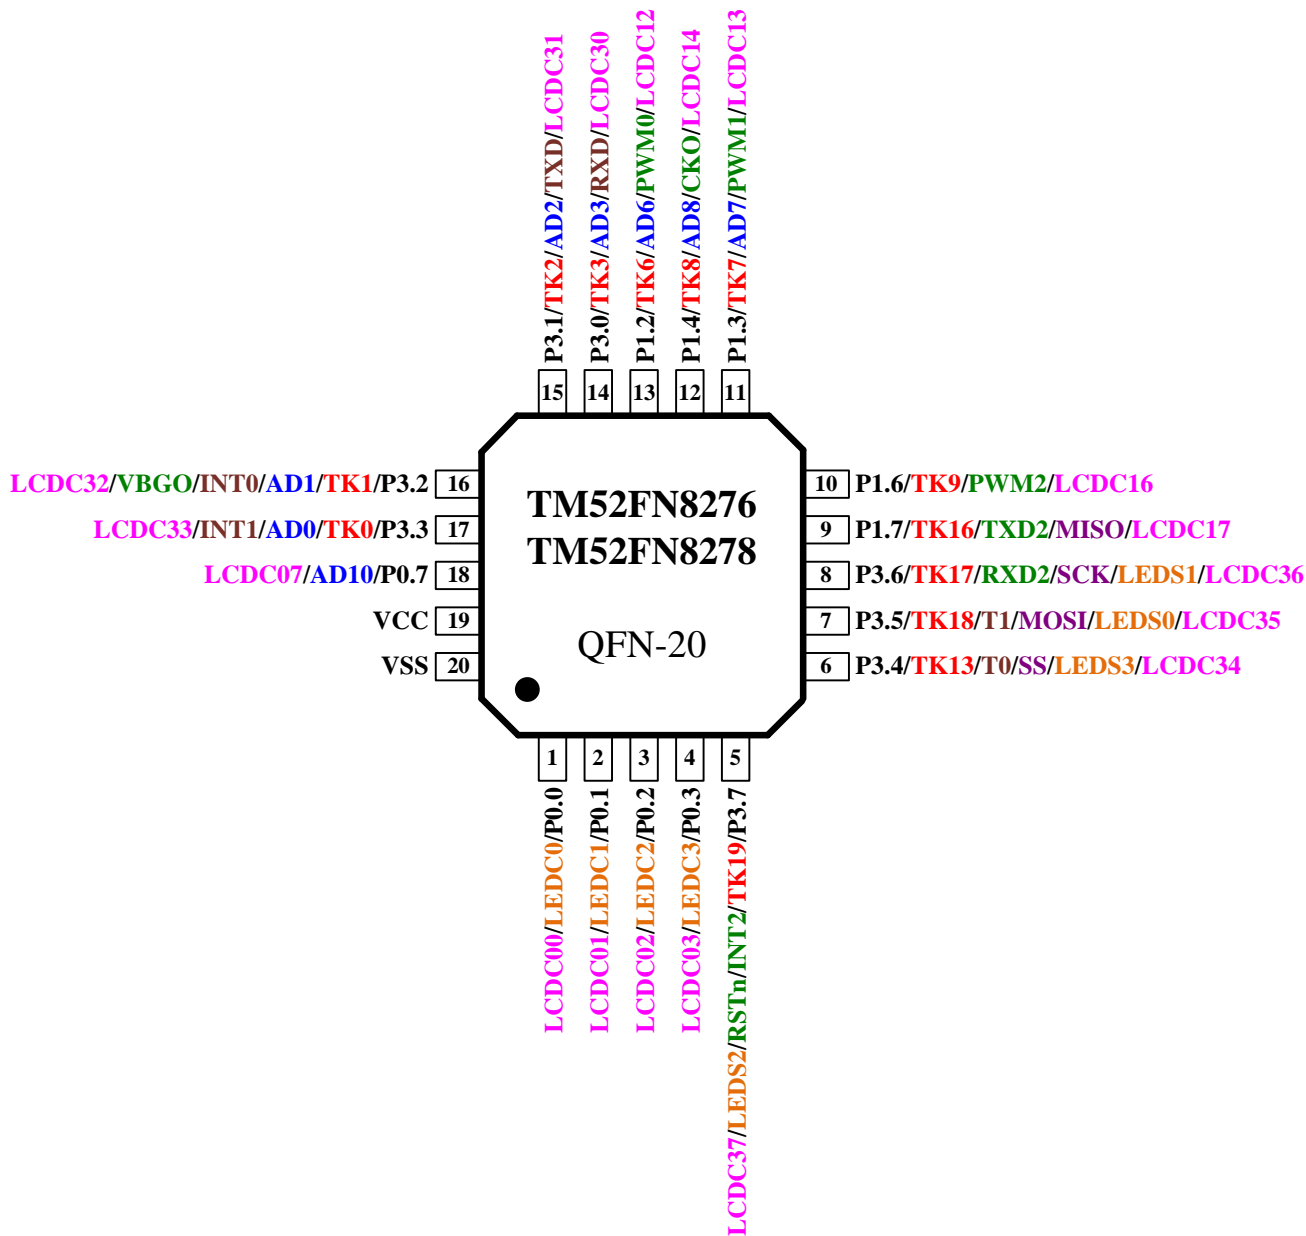 P3.1/TK2/AD2/TXD/LCDC31
P3.0/TK3/AD3/RXD/LCDC30
P1.2/TK6/AD6/PWM0/LCDC12
P1.4/TK8/AD8/CKO/LCDC14
P1.3/TK7/AD7/PWM1/LCDC13
15 14 13 12 11
LCDC32/VBGO/INT0/AD1/TK1/P3.2 16
LCDC33/INT1/AD0/TK0/P3.3 17
LCDC07/AD10/P0.7 18
VCC 19
VSS 20
TM52FN8276
TM52FN8278
QFN-20
10 P1.6/TK9/PWM2/LCDC16
9 P1.7/TK16/TXD2/MISO/LCDC17
8 P3.6/TK17/RXD2/SCK/LEDS1/LCDC36
7 P3.5/TK18/T1/MOSI/LEDS0/LCDC35
6 P3.4/TK13/T0/SS/LEDS3/LCDC34
1 2 3 4 5
LCDC00/LEDC0/P0.0
LCDC01/LEDC1/P0.1
LCDC02/LEDC2/P0.2
LCDC03/LEDC3/P0.3
LCDC37/LEDS2/RSTn/INT2/TK19/P3.7